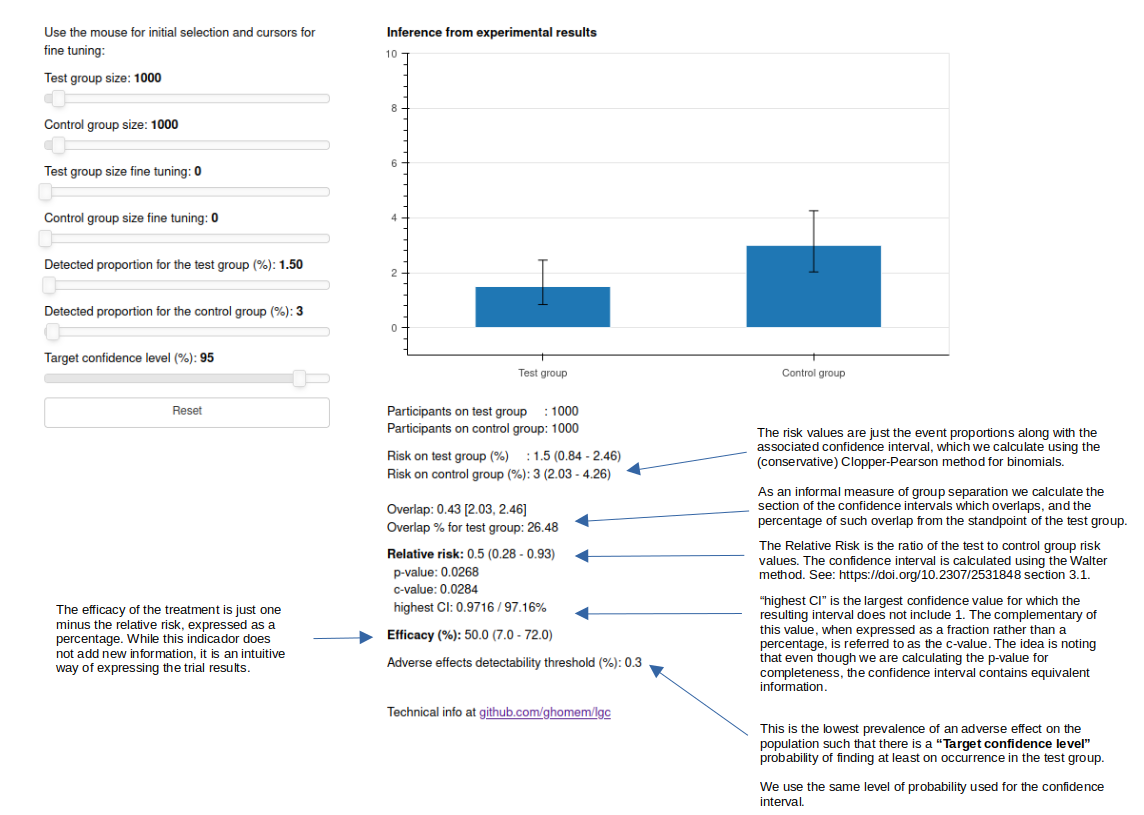 Use the mouse for initial selection and cursors for
fine tuning:
Test group size: 1000
Control group size: 1000
Test group size fine tuning: 0
Control group size fine tuning: 0
Detected proportion for the test group (%): 1.50
Detected proportion for the control group (%): 3
Target confidence level (%): 95
Reset
Inference from experimental results
10
8
6
4
2
0
Test group
Control group
Participants on test group : 1000
Participants on control group: 1000
Risk on test group (%) : 1.5 (0.84 - 2.46)
Risk on control group (%): 3 (2.03 - 4.26)
Overlap: 0.43 [2.03, 2.46]
Overlap % for test group: 26.48
Relative risk: 0.5 (0.28 - 0.93)
p-value: 0.0268
c-value: 0.0284
highest CI: 0.9716 / 97.16%
Efficacy (%): 50.0 (7.0 - 72.0)
Adverse effects detectability threshold (%): 0.3
Technical info at github.com/ghomem/lgc
The efficacy of the treatment is just one
minus the relative risk, expressed as a
percentage. While this indicador does
not add new information, it is an intuitive
way of expressing the trial results.
The risk values are just the event proportions along with the
associated confidence interval, which we calculate using the
(conservative) Clopper-Pearson method for binomials.
As an informal measure of group separation we calculate the
section of the confidence intervals which overlaps, and the
percentage of such overlap from the standpoint of the test group.
The Relative Risk is the ratio of the test to control group risk
values. The confidence interval is calculated using the Walter
method. See: https://doi.org/10.2307/2531848 section 3.1.
“highest CI” is the largest confidence value for which the
resulting interval does not include 1. The complementary of
this value, when expressed as a fraction rather than a
percentage, is referred to as the c-value. The idea is noting
that even though we are calculating the p-value for
completeness, the confidence interval contains equivalent
information.
This is the lowest prevalence of an adverse effect on the
population such that there is a “Target confidence level”
probability of finding at least on occurrence in the test group.
We use the same level of probability used for the confidence
interval.